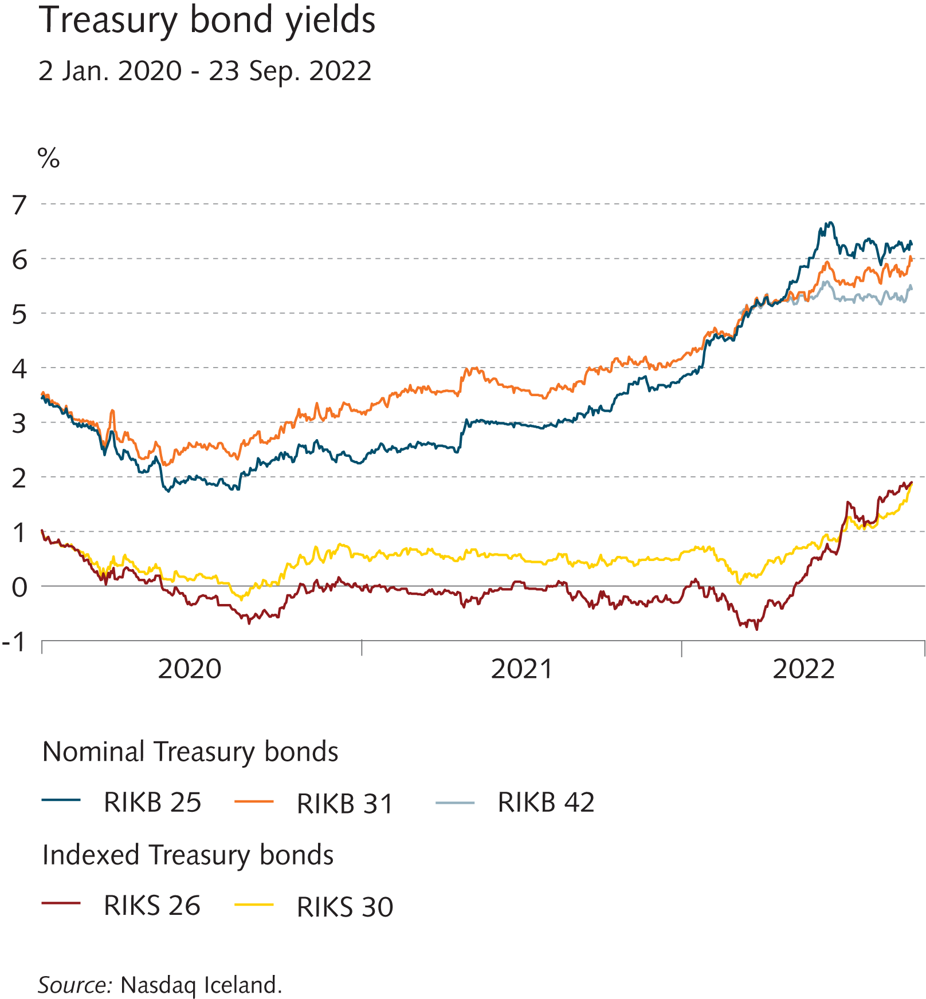 Treasury bond yields
2 Jan. 2020 - 23 Sep. 2022
%
7
6
5
4
3
2
1
0
-1
2020 2021 2022
Nominal Treasury bonds
RIKB 25 RIKB 31 RIKB 42
Indexed Treasury bonds
RIKS 26 RIKS 30
Source: Nasdaq Iceland.